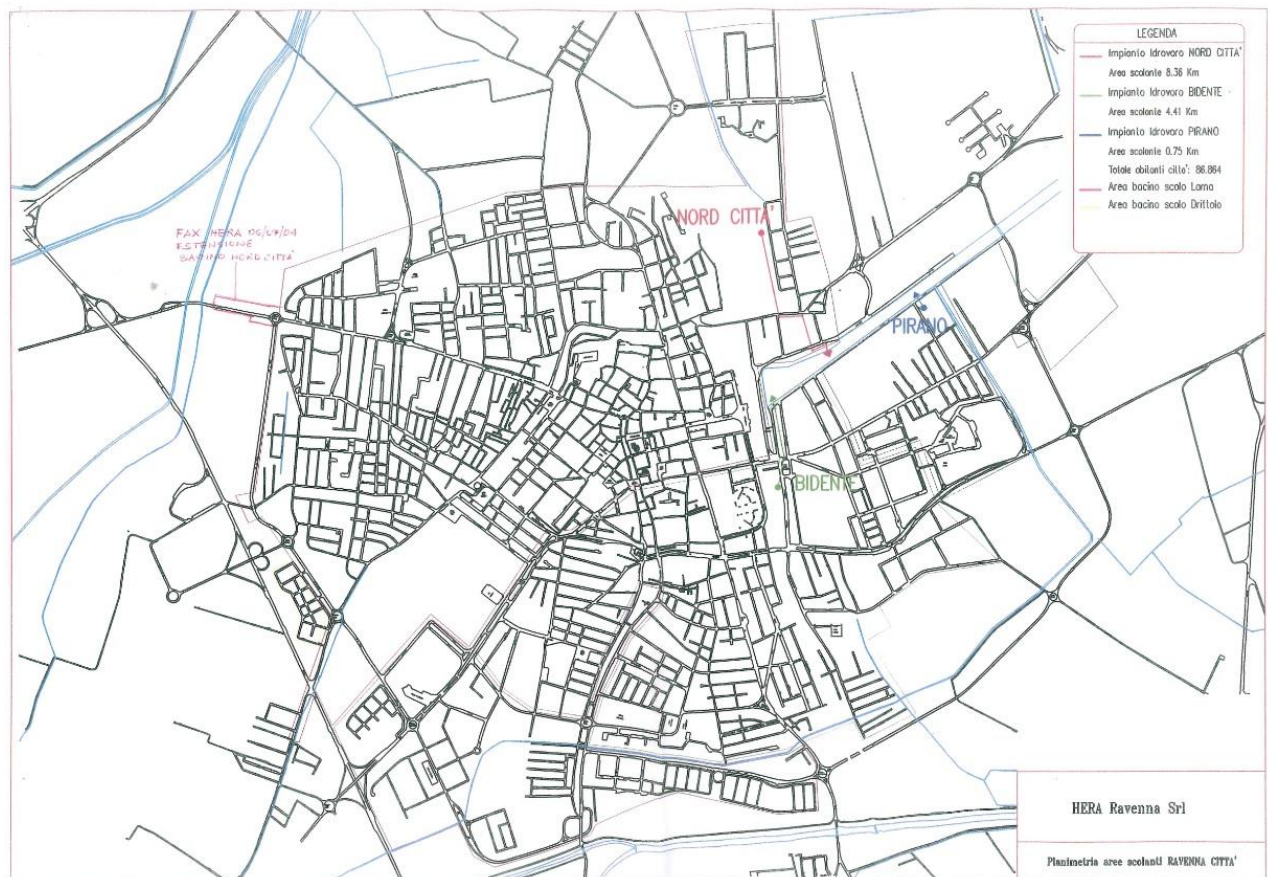 LEGENDA
Impianto Idrovoro NORD CITTA'
Area scolante 8.36 Km
Impianto Idrovoro BIDENTE
Area scolante 4.41 Km
Impianto Idrovoro PIRANO
Area scolante 0.75 Km
Totale abitanti citta': 86.864
Area bacino scolo Lama
Area bacino scolo Drittolo
NORD CITTA'
FAX HERA
ESTENSIONE
BACINO NORD CITTA'
PIRANO
BIDENTE
HERA Ravenna Srl
Planimetria aree scolanti RAVENNA CITTA'